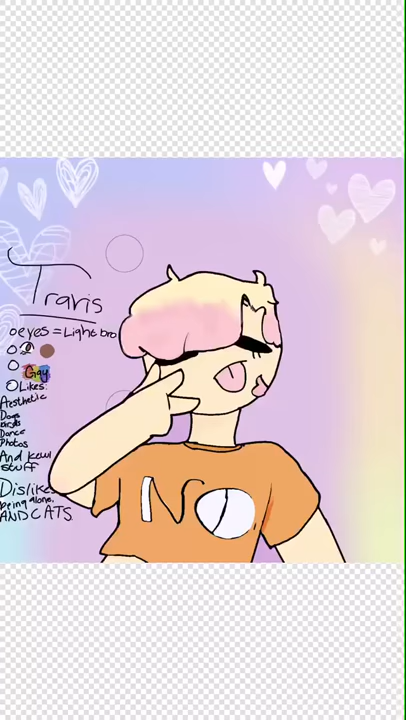 Travis
eyes = Light bro
Gay
Likes:
Aesthetic
Dogs
Birds
Dance
Photos
And kewl
stuff
Dislikes
being alone,
AND CATS.
NO